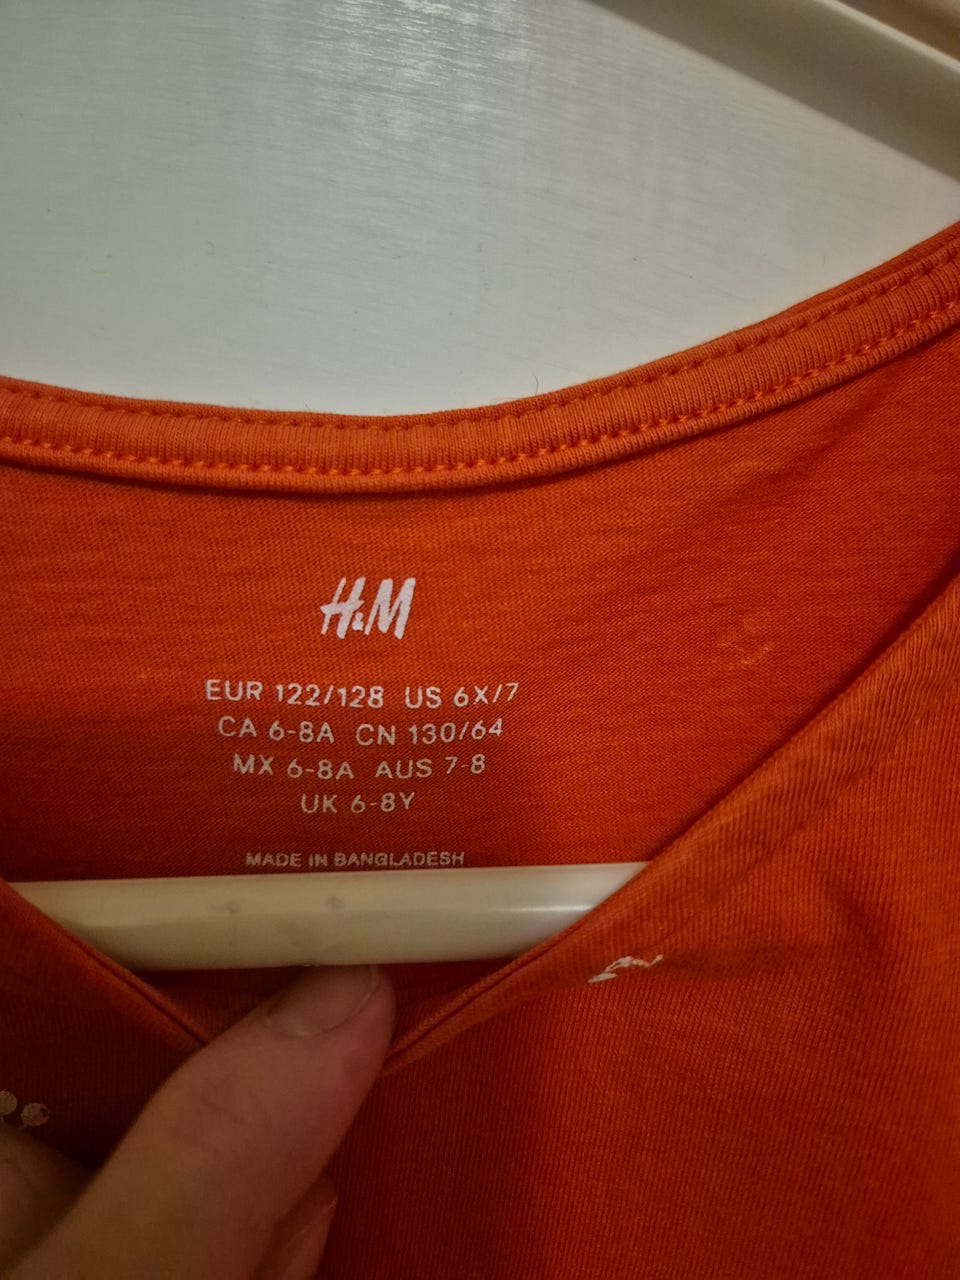 H&M
EUR 122/128 US 6X/7
CA 6-8A CN 130/64
MX 6-8A AUS 7-8
UK 6-8Y
MADE IN BANGLADESH